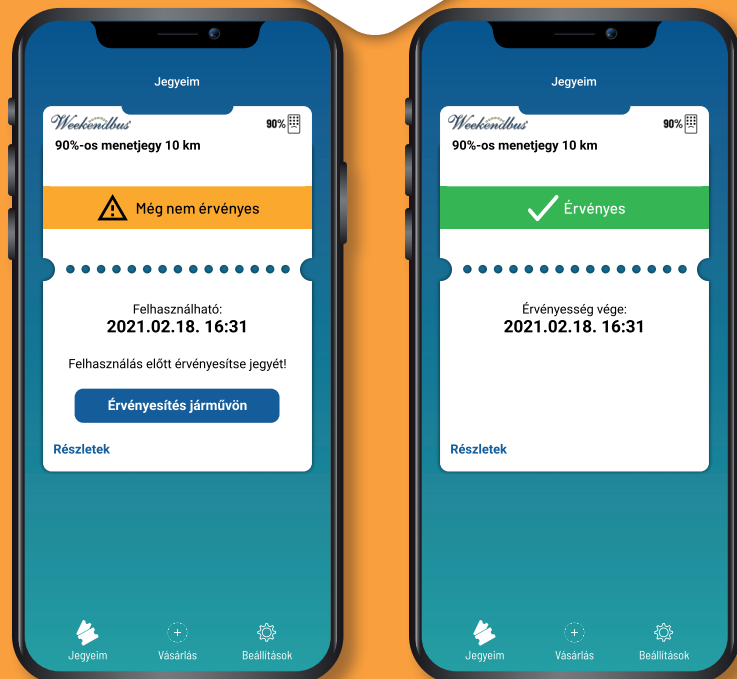 Jegyeim
Weekendbus
90%
90%-os menetjegy 10 km
Még nem érvényes
Felhasználható:
2021.02.18. 16:31
Felhasználás előtt érvényesítse jegyét!
Érvényesítés járművön
Részletek
Jegyeim
Vásárlás
Beállítások
Jegyeim
Weekendbus
90%
90%-os menetjegy 10 km
Érvényes
Érvényesség vége:
2021.02.18. 16:31
Részletek
Jegyeim
Vásárlás
Beállítások